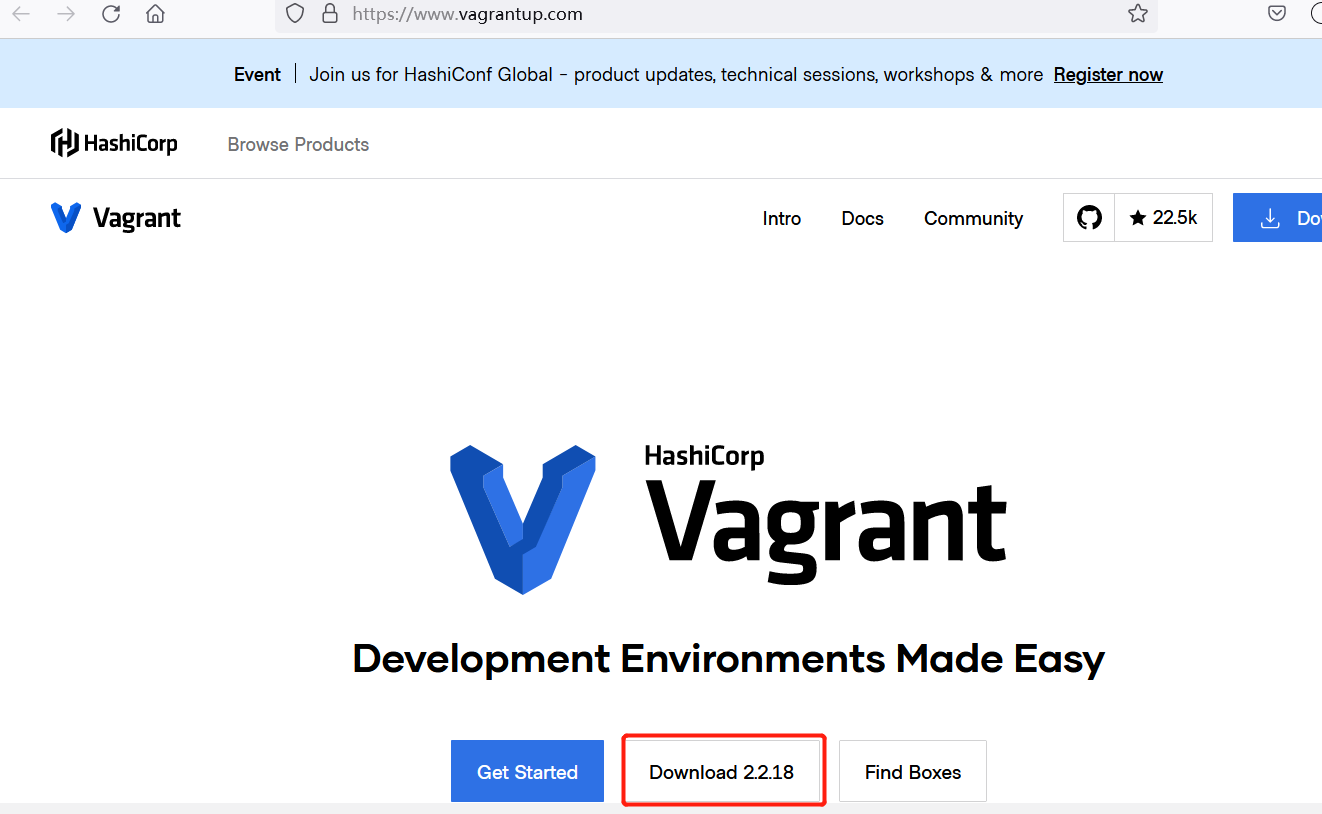 https://www.vagrantup.com
Event | Join us for HashiConf Global - product updates, technical sessions, workshops & more Register now
HashiCorp Browse Products
Vagrant Intro Docs Community 22.5k
HashiCorp
Vagrant
Development Environments Made Easy
Get Started Download 2.2.18 Find Boxes